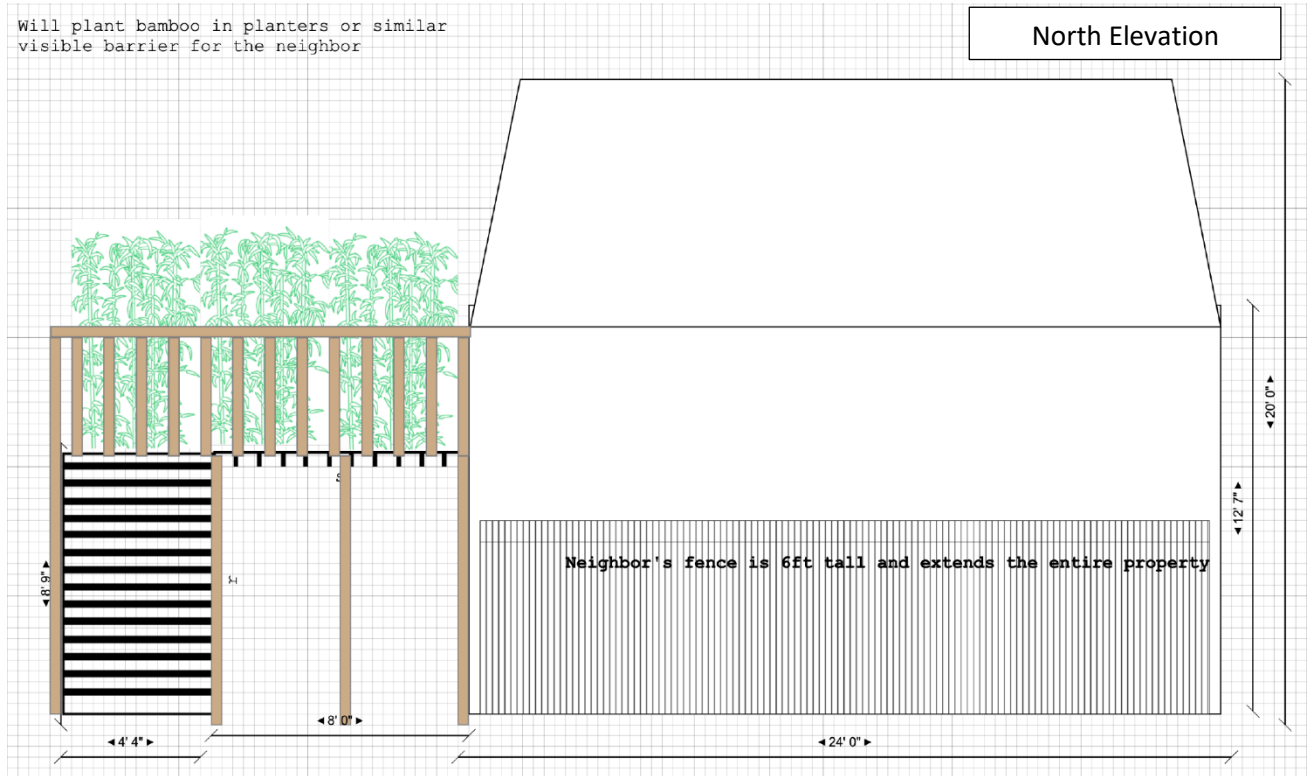 Will plant bamboo in planters or similar
visible barrier for the neighbor
North Elevation
Neighbor's fence is 6ft tall and extends the entire property
20' 0"
12' 7"
8' 9"
8' 0"
4' 4"
24' 0"